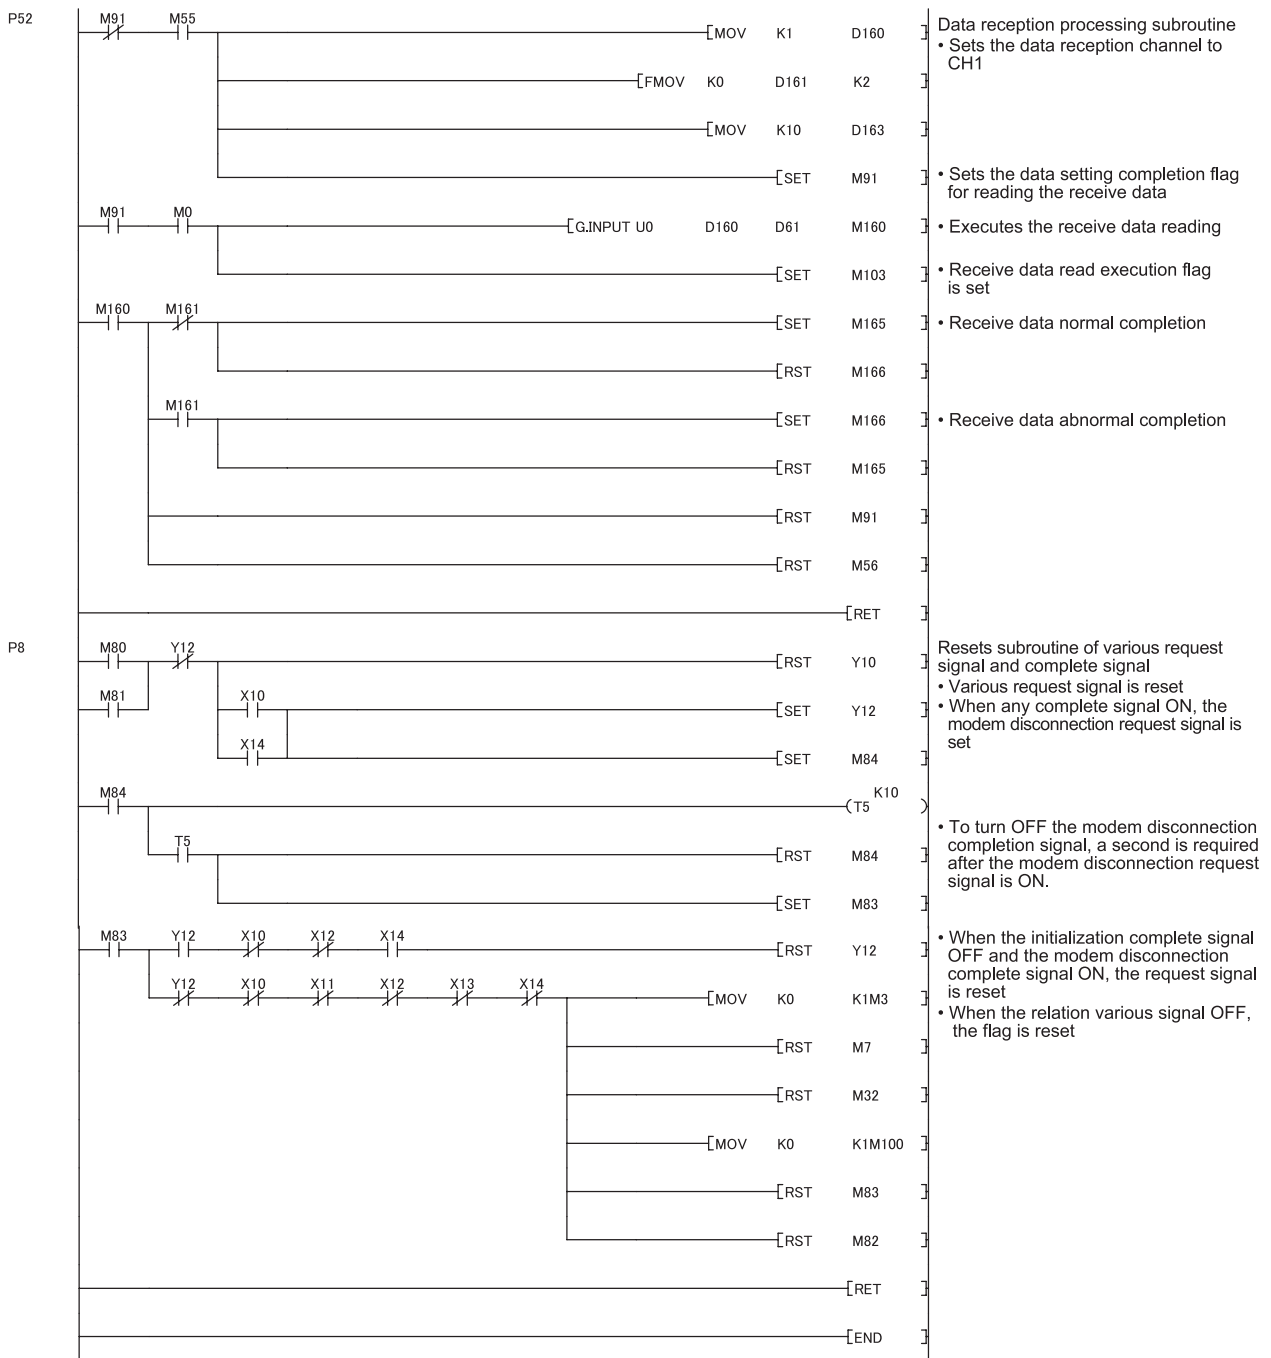 P52
M91 M55 [MOV K1 D160 ] Data reception processing subroutine
• Sets the data reception channel to
CH1
[FMOV K0 D161 K2 ]
[MOV K10 D163 ]
[SET M91 ] • Sets the data setting completion flag
for reading the receive data
M91 M0 [G.INPUT U0 D160 D61 M160 ] • Executes the receive data reading
[SET M103 ] • Receive data read execution flag
is set
M160 M161 [SET M165 ] • Receive data normal completion
[RST M166 ]
M161 [SET M166 ] • Receive data abnormal completion
[RST M165 ]
[RST M91 ]
[RST M56 ]
[RET ]
P8
M80 Y12 [RST Y10 ] Resets subroutine of various request
signal and complete signal
• Various request signal is reset
M81 X10 [SET Y12 ] • When any complete signal ON, the
modem disconnection request signal is
set
X14 [SET M84 ]
M84 (T5 K10 )
• To turn OFF the modem disconnection
completion signal, a second is required
after the modem disconnection request
signal is ON.
T5 [RST M84 ]
[SET M83 ]
M83 Y12 X10 X12 X14 [RST Y12 ] • When the initialization complete signal
OFF and the modem disconnection
complete signal ON, the request signal
is reset
Y12 X10 X11 X12 X13 X14 [MOV K0 K1M3 ]
• When the relation various signal OFF,
the flag is reset
[RST M7 ]
[RST M32 ]
[MOV K0 K1M100 ]
[RST M83 ]
[RST M82 ]
[RET ]
[END ]